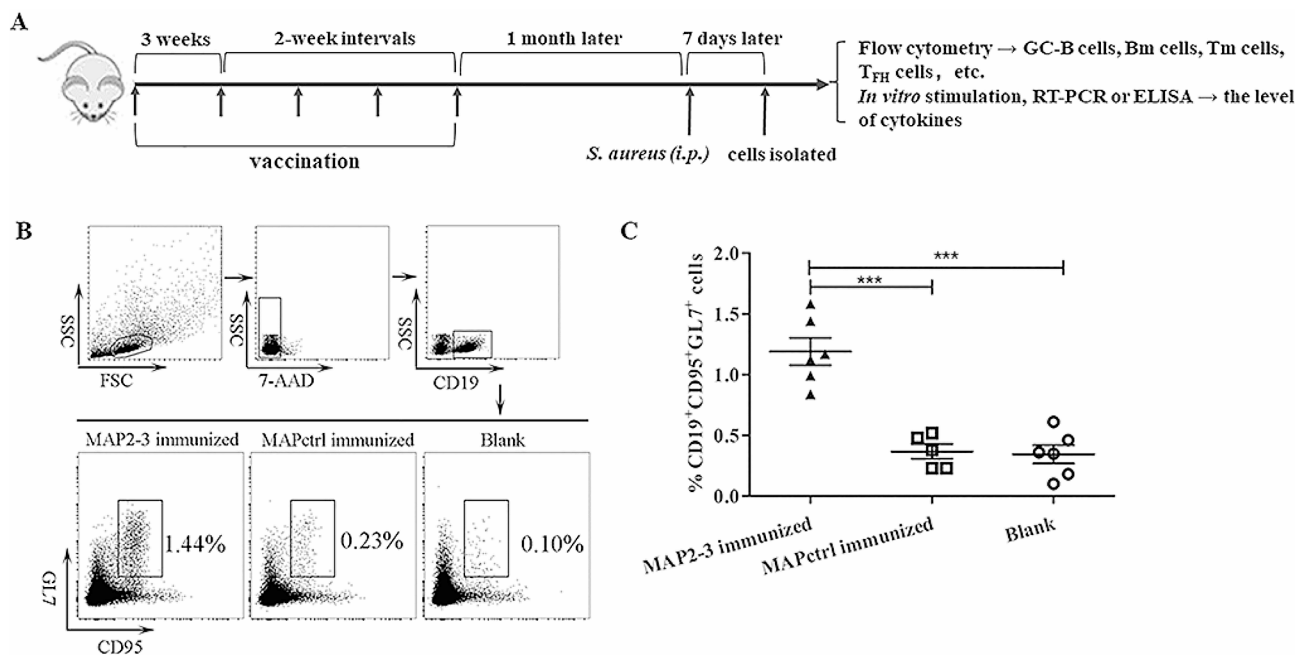 A
3 weeks
2-week intervals
1 month later
7 days later
Flow cytometry → GC-B cells, Bm cells, Tm cells,
TFH cells, etc.
In vitro stimulation, RT-PCR or ELISA → the level
of cytokines
vaccination
S. aureus (i.p.)
cells isolated
B
SSC
FSC
SSC
7-AAD
SSC
CD19
MAP2-3 immunized
MAPctrl immunized
Blank
1.44%
0.23%
0.10%
GL7
CD95
C
% CD19+CD95+GL7+ cells
2.0
1.5
1.0
0.5
0.0
***
***
MAP2-3 immunized
MAPctrl immunized
Blank